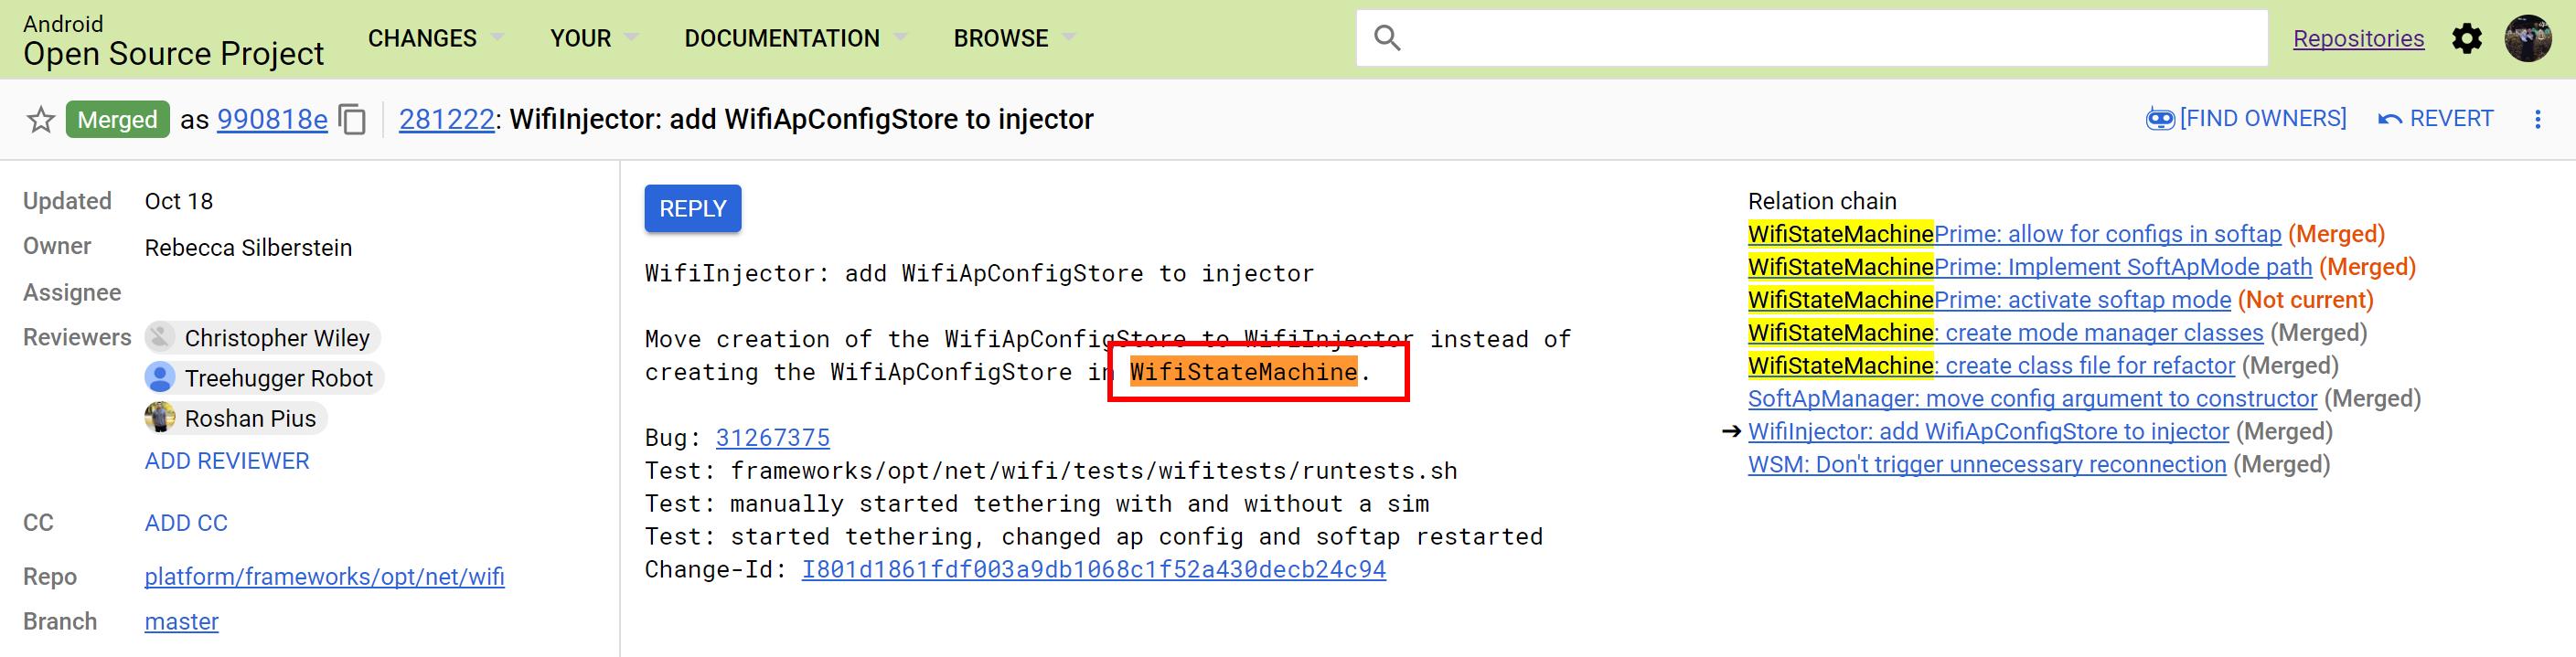 Android
Open Source Project
CHANGES
YOUR
DOCUMENTATION
BROWSE
Repositories
Merged as 990818e 281222: WifiInjector: add WifiApConfigStore to injector
[FIND OWNERS]
REVERT
Updated Oct 18
Owner Rebecca Silberstein
Assignee
Reviewers Christopher Wiley
Treehugger Robot
Roshan Pius
ADD REVIEWER
CC ADD CC
Repo platform/frameworks/opt/net/wifi
Branch master
REPLY
WifiInjector: add WifiApConfigStore to injector
Move creation of the WifiApConfigStore to WifiInjector instead of
creating the WifiApConfigStore in WifiStateMachine.
Bug: 31267375
Test: frameworks/opt/net/wifi/tests/wifitests/runtests.sh
Test: manually started tethering with and without a sim
Test: started tethering, changed ap config and softap restarted
Change-Id: I801d1861fdf003a9db1068c1f52a430decb24c94
Relation chain
WifiStateMachinePrime: allow for configs in softap (Merged)
WifiStateMachinePrime: Implement SoftApMode path (Merged)
WifiStateMachinePrime: activate softap mode (Not current)
WifiStateMachine: create mode manager classes (Merged)
WifiStateMachine: create class file for refactor (Merged)
SoftApManager: move config argument to constructor (Merged)
➔ WifiInjector: add WifiApConfigStore to injector (Merged)
WSM: Don't trigger unnecessary reconnection (Merged)